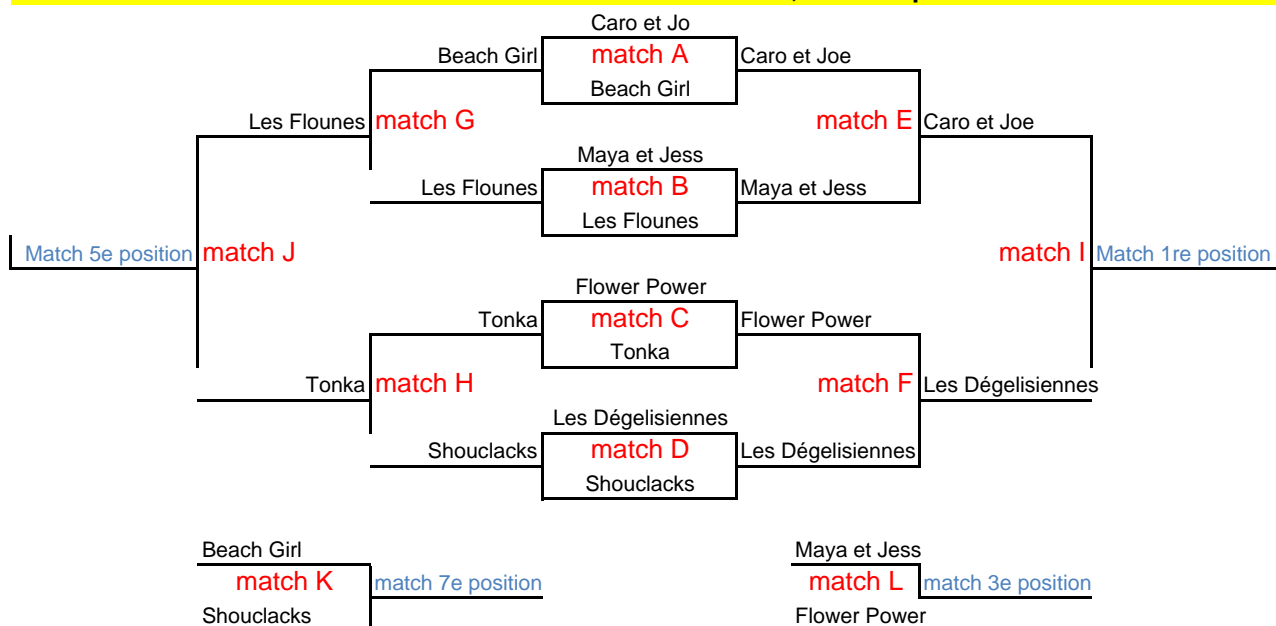 Caro et Jo
Beach Girl match A Caro et Joe
Beach Girl
Les Flounes match G match E Caro et Joe
Maya et Jess
Les Flounes match B Maya et Jess
Les Flounes
Match 5e position match J match I Match 1re position
Flower Power
Tonka match C Flower Power
Tonka
Tonka match H match F Les Dégelisiennes
Les Dégelisiennes
Shouclacks match D Les Dégelisiennes
Shouclacks
Beach Girl Maya et Jess
match K match 7e position match L match 3e position
Shouclacks Flower Power